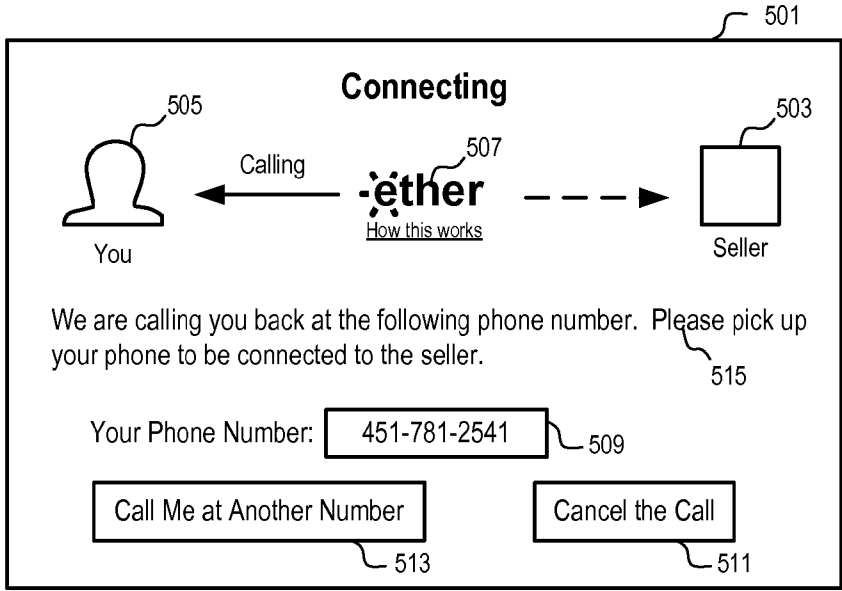 501
Connecting
505
503
507
Calling
ether
How this works
You
Seller
We are calling you back at the following phone number. Please pick up
your phone to be connected to the seller.
515
Your Phone Number: 451-781-2541
509
Call Me at Another Number
Cancel the Call
513
511